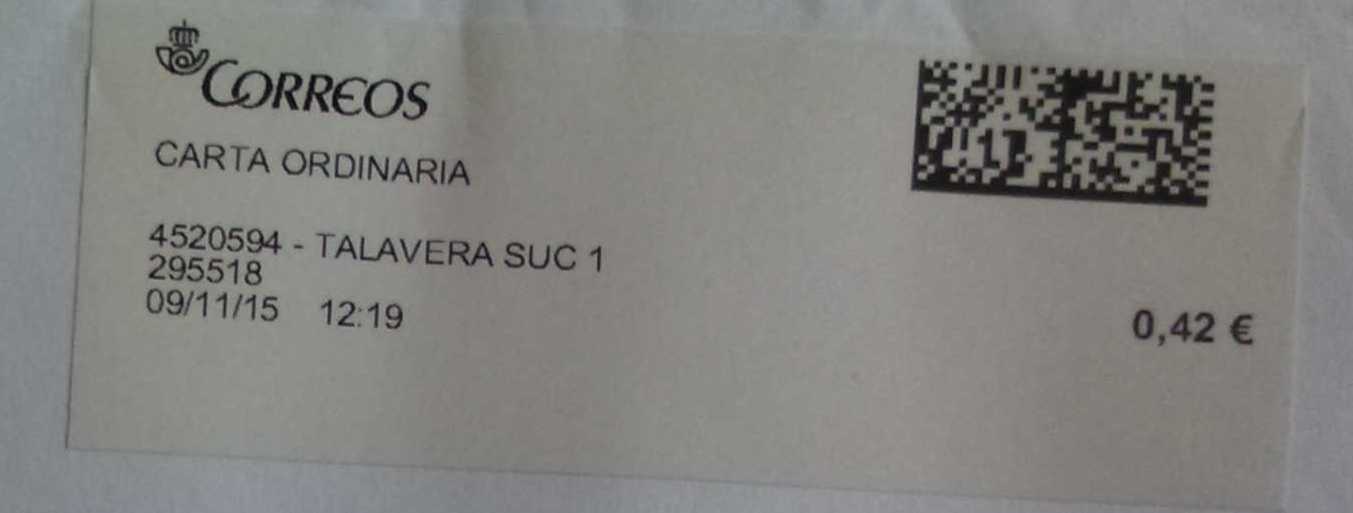 CORREOS
CARTA ORDINARIA
4520594 - TALAVERA SUC 1
295518
09/11/15 12:19
0,42 €